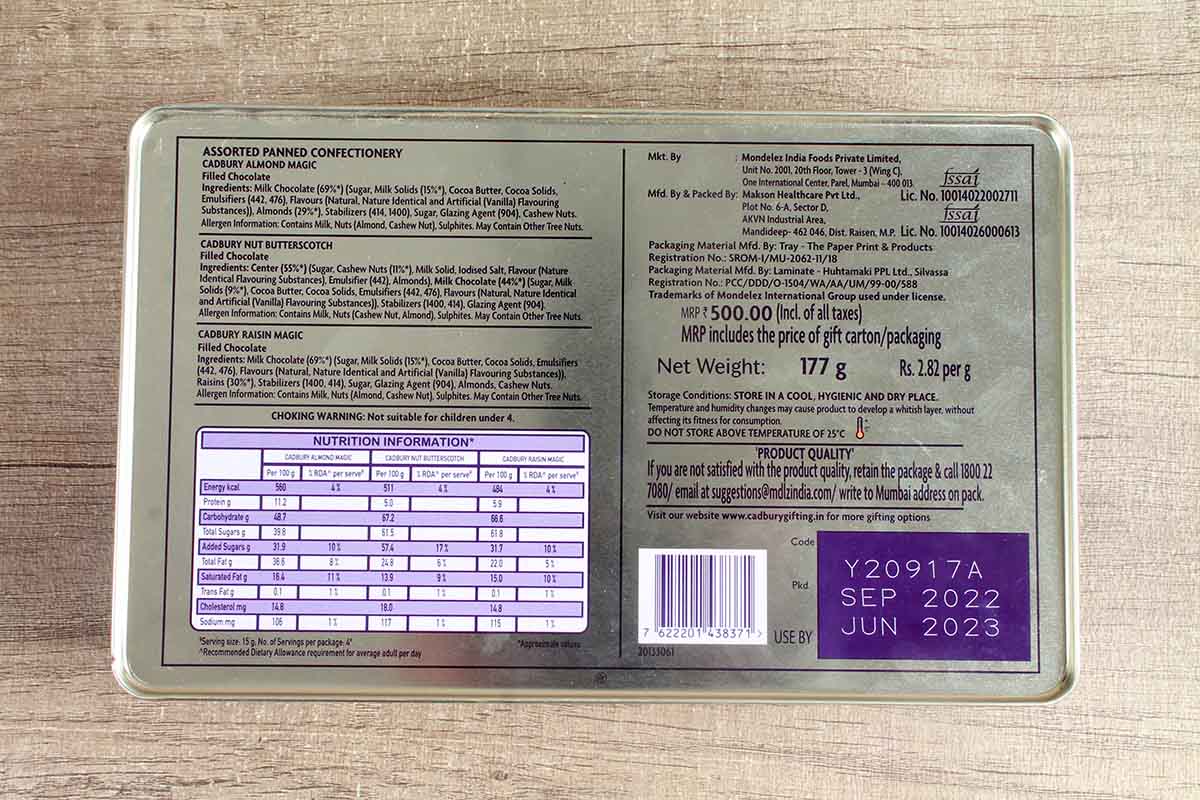 ASSORTED PANNED CONFECTIONERY
CADBURY ALMOND MAGIC
Filled Chocolate
Ingredients: Milk Chocolate (69%*) (Sugar, Milk Solids (15%*), Cocoa Butter, Cocoa Solids,
Emulsifiers (442, 476), Flavours (Natural, Nature Identical and Artificial (Vanilla) Flavouring
Substances)), Almonds (29%*), Stabilizers (414, 1400), Sugar, Glazing Agent (904), Cashew Nuts.
Allergen Information: Contains Milk, Nuts (Almond, Cashew Nut), Sulphites. May Contain Other Tree Nuts.
CADBURY NUT BUTTERSCOTCH
Filled Chocolate
Ingredients: Center (55%*) (Sugar, Cashew Nuts (11%*), Milk Solid, Iodised Salt, Flavour (Nature
Identical Flavouring Substances), Emulsifier (442), Almonds). Milk Chocolate (44%*) (Sugar, Milk
Solids (9%*), Cocoa Butter, Cocoa Solids, Emulsifiers (442, 476), Flavours (Natural, Nature Identical
and Artificial (Vanilla) Flavouring Substances)), Stabilizers (1400, 414), Glazing Agent (904).
Allergen Information: Contains Milk, Nuts (Cashew Nut, Almond), Sulphites. May Contain Other Tree Nuts.
CADBURY RAISIN MAGIC
Filled Chocolate
Ingredients: Milk Chocolate (69%*) (Sugar, Milk Solids (15%*), Cocoa Butter, Cocoa Solids, Emulsifiers
(442, 476), Flavours (Natural, Nature Identical and Artificial (Vanilla) Flavouring Substances)),
Raisins (30%*), Stabilizers (1400, 414), Sugar, Glazing Agent (904), Almonds, Cashew Nuts.
Allergen Information: Contains Milk, Nuts (Almond, Cashew Nut), Sulphites. May Contain Other Tree Nuts.
CHOKING WARNING: Not suitable for children under 4.
NUTRITION INFORMATION*
CADBURY ALMOND MAGIC CADBURY NUT BUTTERSCOTCH CADBURY RAISIN MAGIC
Per 100 g % RDA^ per serve# Per 100 g % RDA^ per serve# Per 100 g % RDA^ per serve#
Energy kcal 560 4% 511 4% 484 4%
Protein g 11.2 5.0 5.9
Carbohydrate g 48.7 67.2 66.6
Total Sugars g 39.8 61.5 61.8
Added Sugars g 31.9 10% 57.4 17% 31.7 10%
Total Fat g 36.6 8% 24.8 6% 22.0 5%
Saturated Fat g 16.4 11% 13.9 9% 15.0 10%
Trans Fat g 0.1 1% 0.1 1% 0.1 1%
Cholesterol mg 14.8 18.0 14.8
Sodium mg 106 1% 117 1% 115 1%
#Serving size: 15 g. No. of Servings per package: 4* *Approximate values
^Recommended Dietary Allowance requirement for average adult per day
Mkt. By : Mondelez India Foods Private Limited,
Unit No. 2001, 20th Floor, Tower - 3 (Wing C),
One International Center, Parel, Mumbai - 400 013.
fssai
Lic. No. 10014022002711
Mfd. By & Packed By: Makson Healthcare Pvt Ltd.,
Plot No. 6-A, Sector D,
AKVN Industrial Area,
Mandideep- 462 046, Dist. Raisen, M.P.
fssai
Lic. No. 10014026000613
Packaging Material Mfd. By: Tray - The Paper Print & Products
Registration No.: SROM-I/MU-2062-11/18
Packaging Material Mfd. By: Laminate - Huhtamaki PPL Ltd., Silvassa
Registration No.: PCC/DDD/O-1504/WA/AA/UM/99-00/588
Trademarks of Mondelez International Group used under license.
MRP ₹ 500.00 (Incl. of all taxes)
MRP includes the price of gift carton/packaging
Net Weight: 177 g Rs. 2.82 per g
Storage Conditions: STORE IN A COOL, HYGIENIC AND DRY PLACE.
Temperature and humidity changes may cause product to develop a whitish layer, without
affecting its fitness for consumption.
DO NOT STORE ABOVE TEMPERATURE OF 25°C
'PRODUCT QUALITY'
If you are not satisfied with the product quality, retain the package & call 1800 22
7080/ email at suggestions@mdlzindia.com/ write to Mumbai address on pack.
Visit our website www.cadburygifting.in for more gifting options
Code Y20917A
Pkd. SEP 2022
USE BY JUN 2023
7 622201 438371 >
20133061